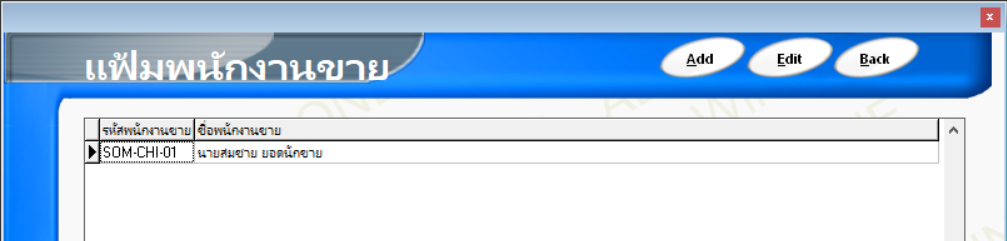 x
แฟ้มพนักงานขาย
Add Edit Back
รหัสพนักงานขาย ชื่อพนักงานขาย
SOM-CHI-01 นายสมชาย ยอดนักขาย